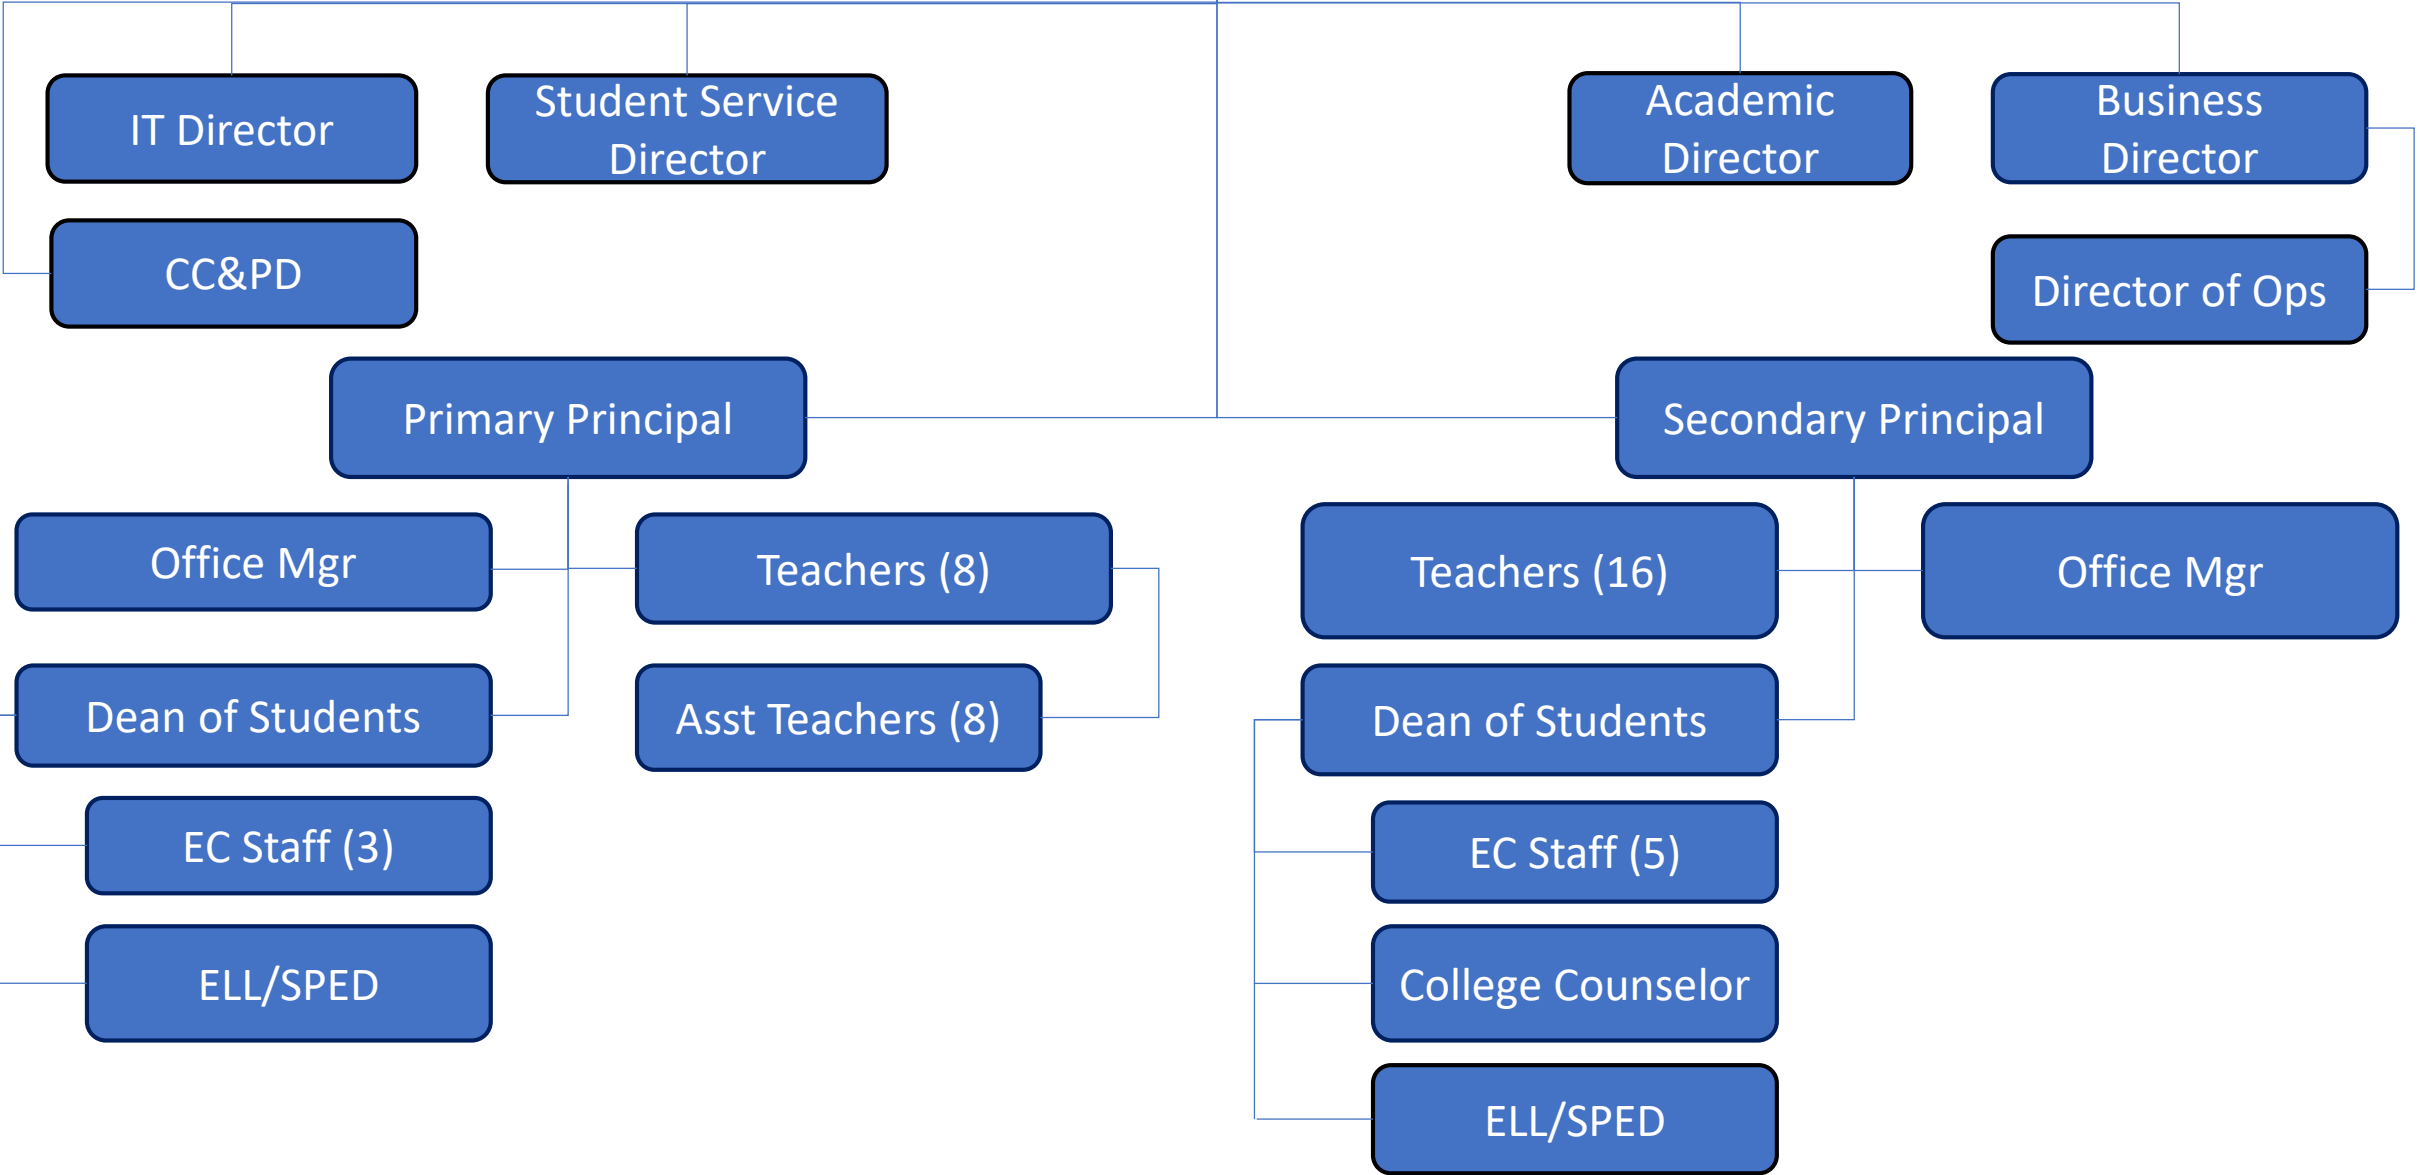 IT Director
Student Service
Director
Academic
Director
Business
Director
CC&PD
Director of Ops
Primary Principal
Secondary Principal
Office Mgr
Teachers (8)
Teachers (16)
Office Mgr
Dean of Students
Asst Teachers (8)
Dean of Students
EC Staff (3)
EC Staff (5)
ELL/SPED
College Counselor
ELL/SPED